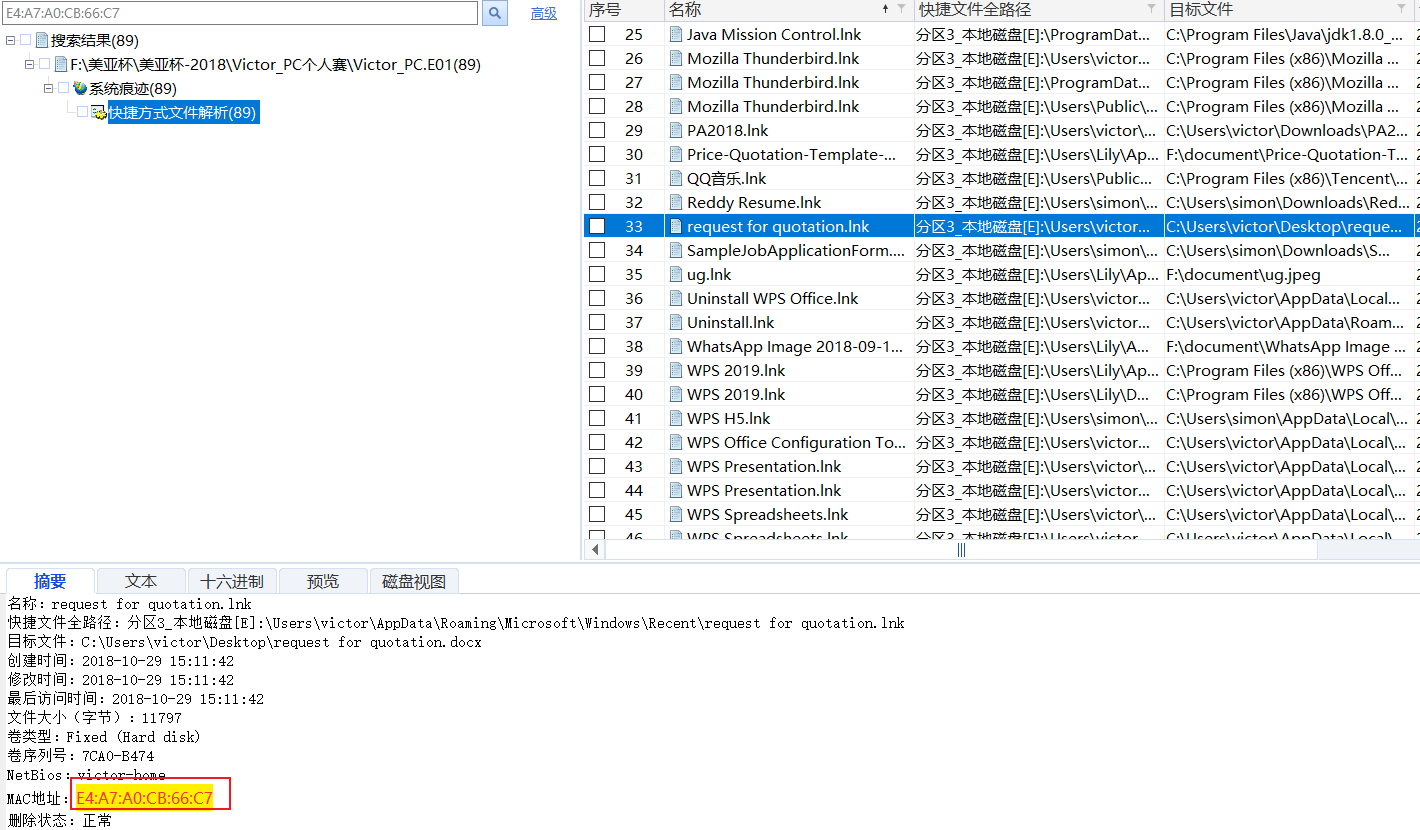 E4:A7:A0:CB:66:C7 高级
搜索结果(89)
F:\美亚杯\美亚杯-2018\Victor_PC个人赛\Victor_PC.E01(89)
系统痕迹(89)
快捷方式文件解析(89)
序号 名称 快捷文件全路径 目标文件
25 Java Mission Control.lnk 分区3_本地磁盘[E]:\ProgramDat... C:\Program Files\Java\jdk1.8.0_...
26 Mozilla Thunderbird.lnk 分区3_本地磁盘[E]:\Users\victor... C:\Program Files (x86)\Mozilla ...
27 Mozilla Thunderbird.lnk 分区3_本地磁盘[E]:\ProgramDat... C:\Program Files (x86)\Mozilla ...
28 Mozilla Thunderbird.lnk 分区3_本地磁盘[E]:\Users\Public\... C:\Program Files (x86)\Mozilla ...
29 PA2018.lnk 分区3_本地磁盘[E]:\Users\victor\... C:\Users\victor\Downloads\PA2...
30 Price-Quotation-Template-... 分区3_本地磁盘[E]:\Users\Lily\Ap... F:\document\Price-Quotation-T...
31 QQ音乐.lnk 分区3_本地磁盘[E]:\Users\Public... C:\Program Files (x86)\Tencent\...
32 Reddy Resume.lnk 分区3_本地磁盘[E]:\Users\simon\... C:\Users\simon\Downloads\Red...
33 request for quotation.lnk 分区3_本地磁盘[E]:\Users\victor... C:\Users\victor\Desktop\reque...
34 SampleJobApplicationForm.... 分区3_本地磁盘[E]:\Users\simon\... C:\Users\simon\Downloads\S...
35 ug.lnk 分区3_本地磁盘[E]:\Users\Lily\Ap... F:\document\ug.jpeg
36 Uninstall WPS Office.lnk 分区3_本地磁盘[E]:\Users\victor... C:\Users\victor\AppData\Local...
37 Uninstall.lnk 分区3_本地磁盘[E]:\Users\victor... C:\Users\victor\AppData\Roam...
38 WhatsApp Image 2018-09-1... 分区3_本地磁盘[E]:\Users\Lily\A... F:\document\WhatsApp Image ...
39 WPS 2019.lnk 分区3_本地磁盘[E]:\Users\Lily\Ap... C:\Program Files (x86)\WPS Off...
40 WPS 2019.lnk 分区3_本地磁盘[E]:\Users\Lily\D... C:\Program Files (x86)\WPS Off...
41 WPS H5.lnk 分区3_本地磁盘[E]:\Users\simon\... C:\Users\simon\AppData\Local\...
42 WPS Office Configuration To... 分区3_本地磁盘[E]:\Users\victor... C:\Users\victor\AppData\Local\...
43 WPS Presentation.lnk 分区3_本地磁盘[E]:\Users\victor\... C:\Users\victor\AppData\Local\...
44 WPS Presentation.lnk 分区3_本地磁盘[E]:\Users\victor... C:\Users\victor\AppData\Local\...
45 WPS Spreadsheets.lnk 分区3_本地磁盘[E]:\Users\victor\... C:\Users\victor\AppData\Local\...
46 WPS Spreadsheets.lnk 分区3_本地磁盘[E]:\Users\victor... C:\Users\victor\AppData\Local\...
摘要 文本 十六进制 预览 磁盘视图
名称: request for quotation.lnk
快捷文件全路径: 分区3_本地磁盘[E]:\Users\victor\AppData\Roaming\Microsoft\Windows\Recent\request for quotation.lnk
目标文件: C:\Users\victor\Desktop\request for quotation.docx
创建时间: 2018-10-29 15:11:42
修改时间: 2018-10-29 15:11:42
最后访问时间: 2018-10-29 15:11:42
文件大小（字节）: 11797
卷类型: Fixed (Hard disk)
卷序列号: 7CA0-B474
NetBios: victor-home
MAC地址: E4:A7:A0:CB:66:C7
删除状态: 正常